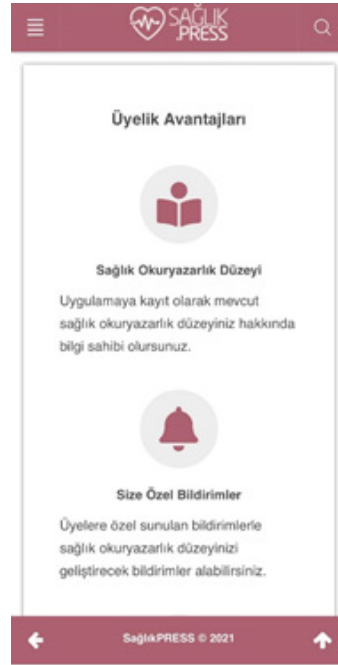 SAĞLIK
.PRESS
Üyelik Avantajları
Sağlık Okuryazarlık Düzeyi
Uygulamaya kayıt olarak mevcut
sağlık okuryazarlık düzeyiniz hakkında
bilgi sahibi olursunuz.
Size Özel Bildirimler
Üyelere özel sunulan bildirimlerle
sağlık okuryazarlık düzeyinizi
geliştirecek bildirimler alabilirsiniz.
SağlıkPRESS © 2021